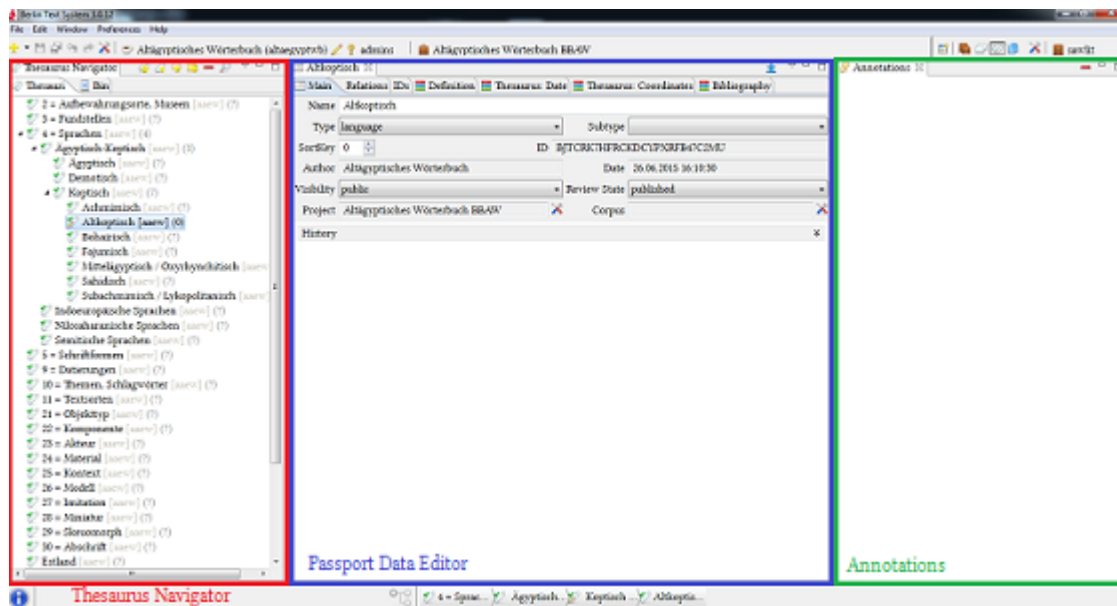 Berlin Text System 3.0.12
File Edit Window Preferences Help
Altägyptisches Wörterbuch (altaegyptwb) admins Altägyptisches Wörterbuch BBAW
Thesaurus Navigator
Thesauri Bin
2 = Aufbewahrungsorte, Museen [aaew] (?)
3 = Fundstellen [aaew] (?)
4 = Sprachen [aaew] (4)
Ägyptisch-Koptisch [aaew] (3)
Ägyptisch [aaew] (?)
Demotisch [aaew] (?)
Koptisch [aaew] (7)
Achmimisch [aaew] (?)
Altkoptisch [aaew] (0)
Bohairisch [aaew] (?)
Fajumisch [aaew] (?)
Mittelägyptisch / Oxyrhynchitisch [aaew
Sahidisch [aaew] (?)
Subachmimisch / Lykopolitanisch [aaew
Indoeuropäische Sprachen [aaew] (?)
Nilosaharanische Sprachen [aaew] (?)
Semitische Sprachen [aaew] (?)
5 = Schriftformen [aaew] (?)
9 = Datierungen [aaew] (?)
10 = Themen, Schlagwörter [aaew] (?)
11 = Textsorten [aaew] (?)
21 = Objekttyp [aaew] (?)
22 = Komponente [aaew] (?)
23 = Akteur [aaew] (?)
24 = Material [aaew] (?)
25 = Kontext [aaew] (?)
26 = Modell [aaew] (?)
27 = Imitation [aaew] (?)
28 = Miniatur [aaew] (?)
29 = Skeuomorph [aaew] (?)
30 = Abschrift [aaew] (?)
Estland [aaew] (?)
Thesaurus Navigator
Altkoptisch
Main Relations IDs Definition Thesaurus: Date Thesaurus: Coordinates Bibliography
Name Altkoptisch
Type language Subtype
SortKey 0 ID
Author Altägyptisches Wörterbuch Date 26.06.2015 16:10:30
Visibility public Review State published
Project Altägyptisches Wörterbuch BBAW Corpus
History
Passport Data Editor
Annotations
Annotations
4 = Sprac... Ägyptisch... Koptisch ... Altkoptis...